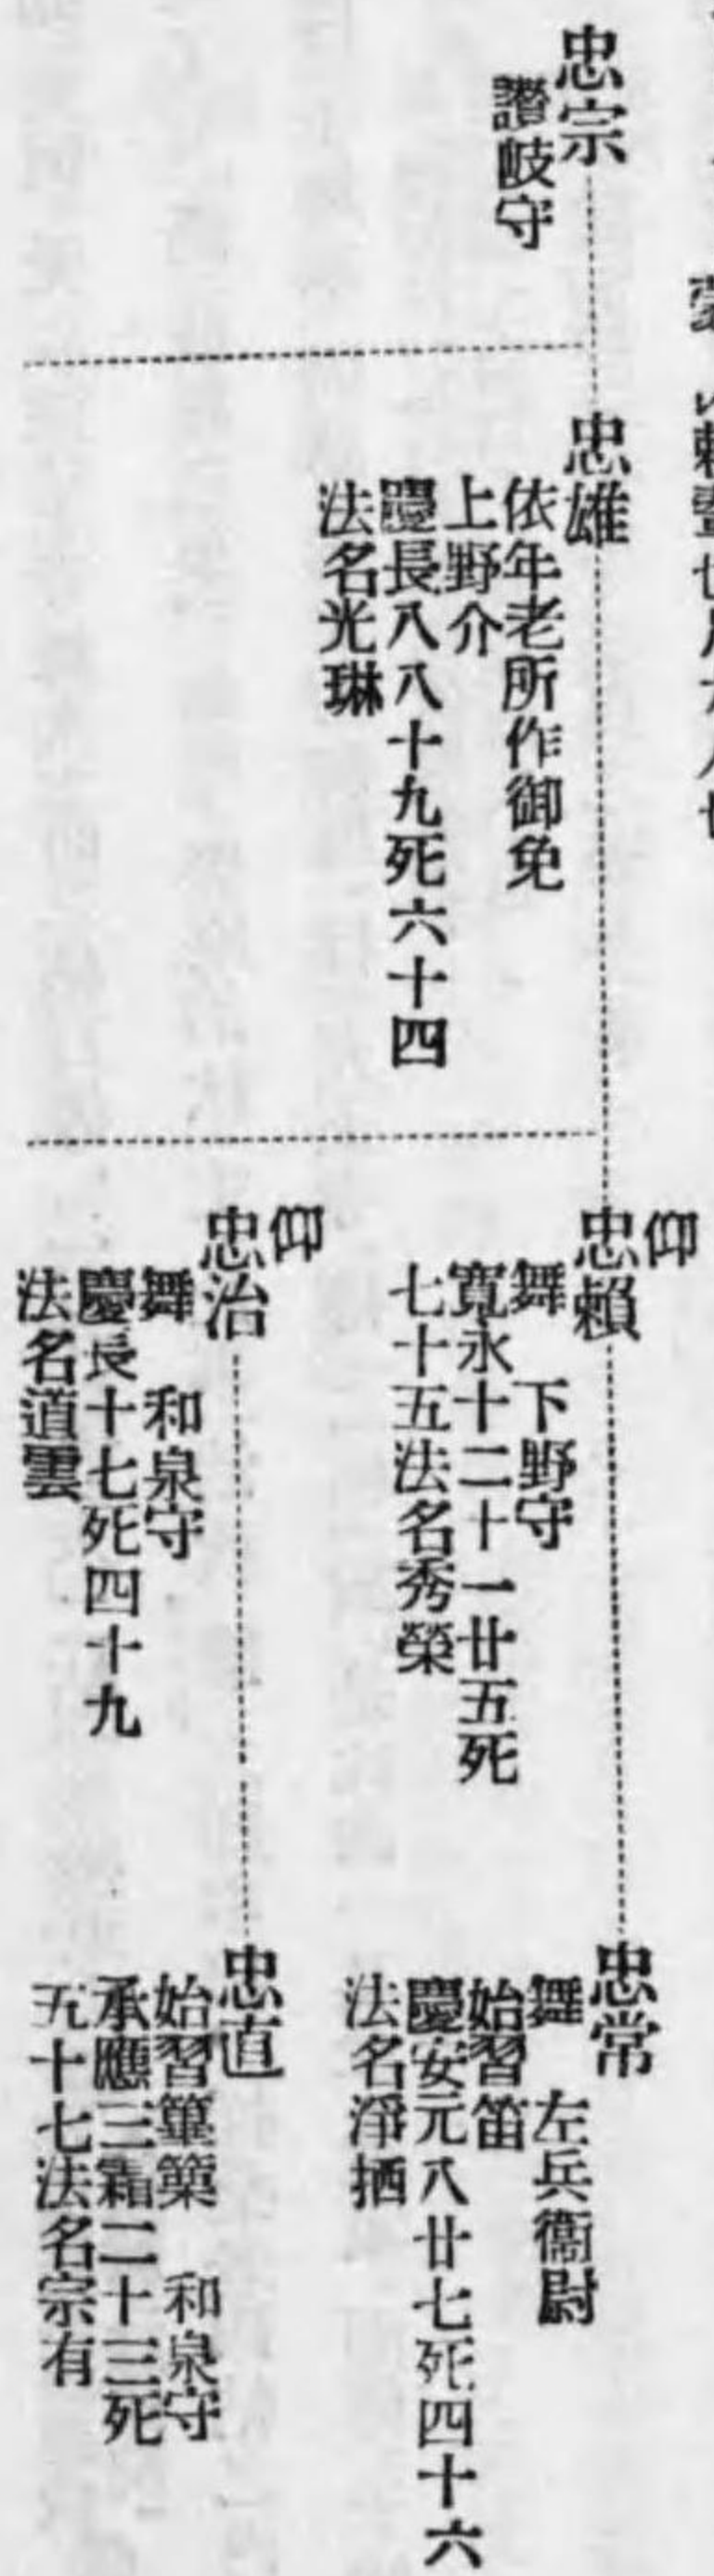 忠宗
讃岐守
忠雄
依年老所作御免
上野介
慶長八八十九死六十四
法名光琳
仰
忠賴
舞 下野守
寛永十二十一廿五死
七十五法名秀榮
忠常
舞 左兵衞尉
始習笛
慶安元八廿七死四十六
法名淨栖
仰
忠治
舞 和泉守
慶長十七死四十九
法名道雲
忠直
始習篳篥 和泉守
承應三霜二十三死
五十七法名宗有